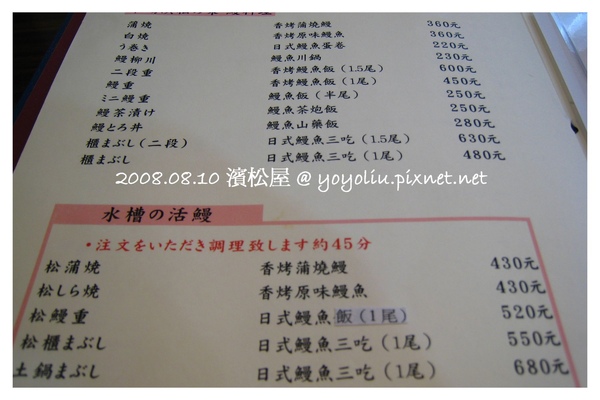 蒲焼 香烤蒲燒鰻 360元
白焼 香烤原味鰻魚 360元
う巻き 日式鰻魚蛋卷 220元
鰻柳川 鰻魚川鍋 230元
二段重 香烤鰻魚飯(1.5尾) 600元
鰻重 香烤鰻魚飯(1尾) 450元
ミニ鰻重 鰻魚飯(半尾) 250元
鰻茶漬け 鰻魚茶泡飯 250元
鰻とろ丼 鰻魚山藥飯 280元
櫃まぶし(二段) 日式鰻魚三吃(1.5尾) 630元
櫃まぶし 日式鰻魚三吃(1尾) 480元
2008.08.10 濱松屋 @ yoyoliu.pixnet.net
水槽の活鰻
・注文をいただき調理致します約45分
松蒲焼 香烤蒲燒鰻 430元
松しら焼 香烤原味鰻魚 430元
松鰻重 日式鰻魚飯(1尾) 520元
松櫃まぶし 日式鰻魚三吃(1尾) 550元
土鍋まぶし 日式鰻魚三吃(1尾) 680元